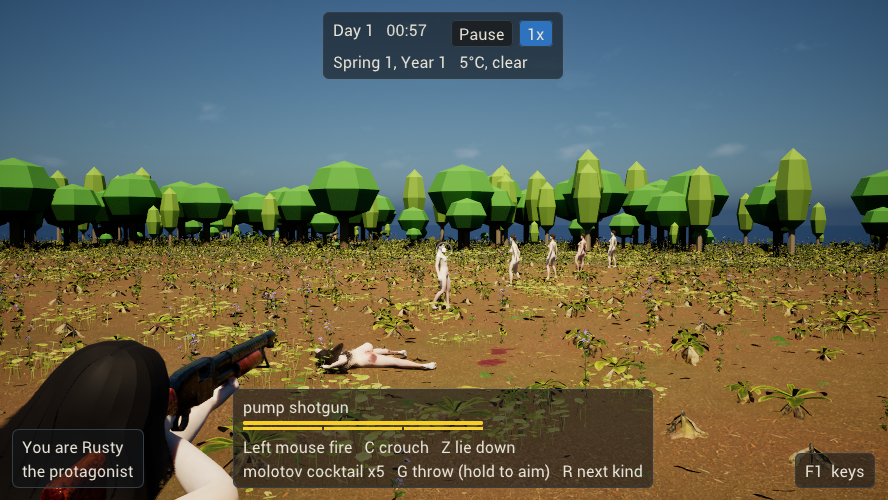 Day 1 00:57 Pause 1x
Spring 1, Year 1 5°C, clear
pump shotgun
Left mouse fire C crouch Z lie down
molotov cocktail x5 G throw (hold to aim) R next kind
You are Rusty
the protagonist
F1 keys